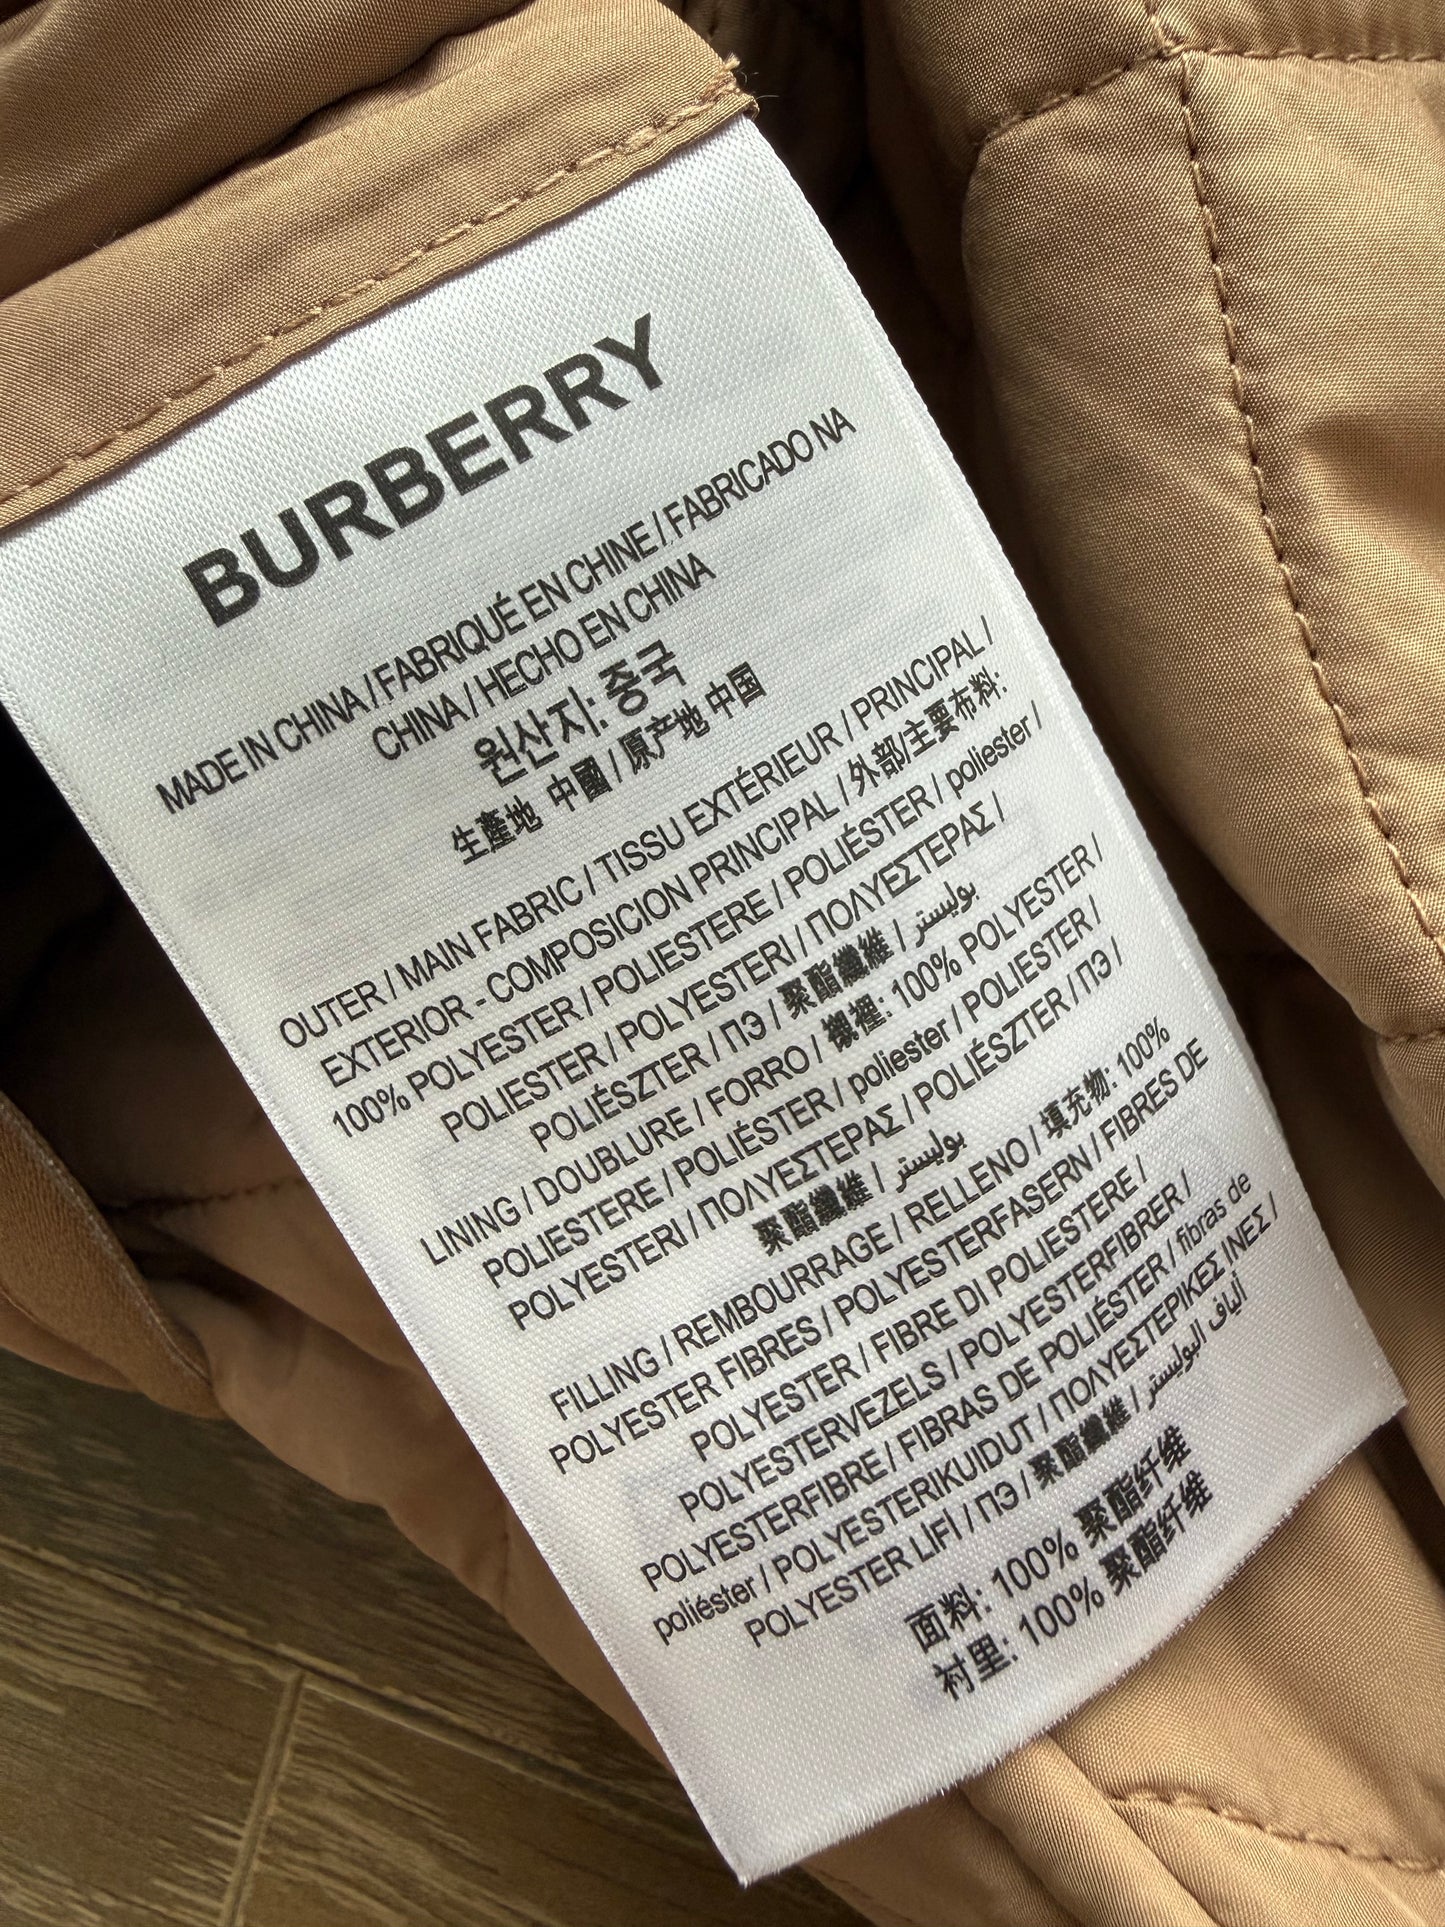 BURBERRY
MADE IN CHINA / FABRIQUÉ EN CHINE / FABRICADO NA
CHINA / HECHO EN CHINA
원산지: 중국
生產地 中國 / 原产地 中国
OUTER / MAIN FABRIC / TISSU EXTÉRIEUR / PRINCIPAL /
EXTERIOR - COMPOSICION PRINCIPAL / 外部/主要布料:
100% POLYESTER / POLIESTERE / POLIÉSTER / poliester /
POLIESTER / POLYESTERI / ΠΟΛΥΕΣΤΕΡΑΣ /
POLIÉSZTER / ПЭ / 聚酯纖維 / بوليستر
LINING / DOUBLURE / FORRO / 襯裡: 100% POLYESTER /
POLIESTERE / POLIÉSTER / poliester / POLIESTER /
POLYESTERI / ΠΟΛΥΕΣΤΕΡΑΣ / POLIÉSZTER / ПЭ /
聚酯纖維 / بوليستر
FILLING / REMBOURRAGE / RELLENO / 填充物: 100%
POLYESTER FIBRES / POLYESTERFASERN / FIBRES DE
POLYESTER / FIBRE DI POLIESTERE /
POLYESTERVEZELS / POLYESTERFIBRER /
POLYESTERFIBRE / FIBRAS DE POLIÉSTER / fibras de
poliéster / POLYESTERIKUIDUT / ΠΟΛΥΕΣΤΕΡΙΚΕΣ ΙΝΕΣ /
POLYESTER LIFI / ПЭ / 聚酯纖維 / ألياف البوليستر
面料: 100% 聚酯纤维
衬里: 100% 聚酯纤维